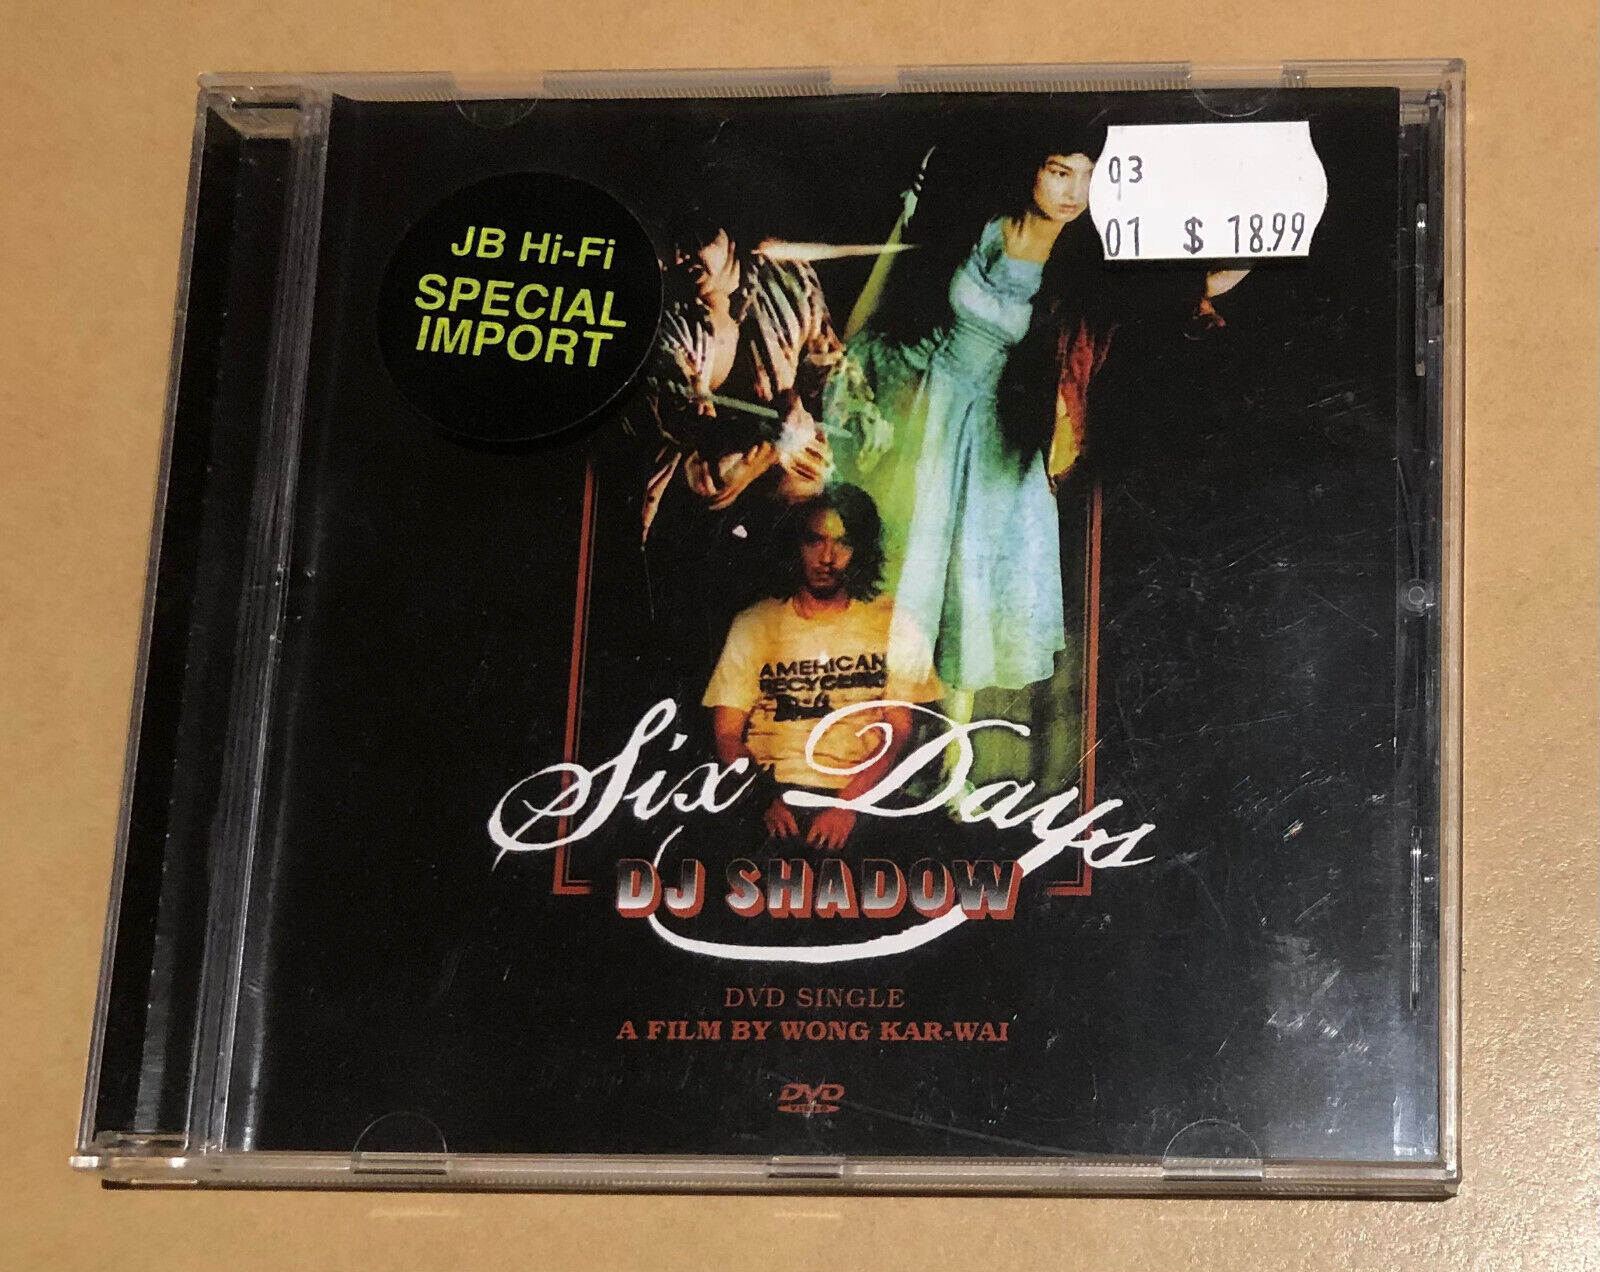 JB Hi-Fi
SPECIAL
IMPORT
03
01 $ 18.99
AMERICAN
Six Days
DJ SHADOW
DVD SINGLE
A FILM BY WONG KAR-WAI
DVD
VIDEO